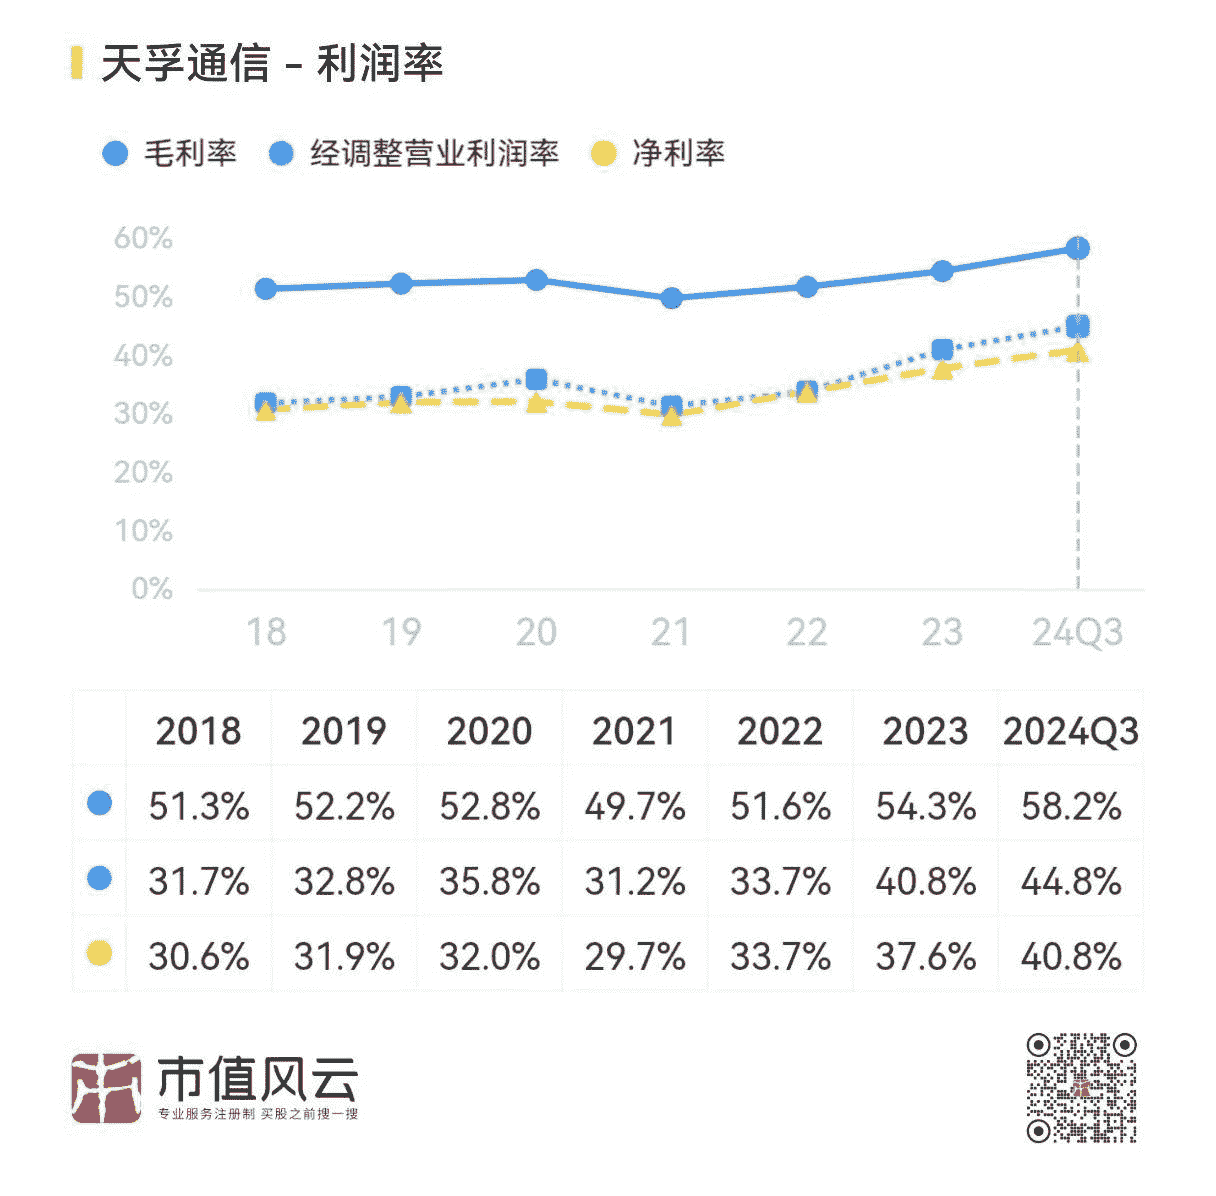 天孚通信 – 利润率
毛利率 经调整营业利润率 净利率
60%
50%
40%
30%
20%
10%
0%
18 19 20 21 22 23 24Q3
2018 2019 2020 2021 2022 2023 2024Q3
51.3% 52.2% 52.8% 49.7% 51.6% 54.3% 58.2%
31.7% 32.8% 35.8% 31.2% 33.7% 40.8% 44.8%
30.6% 31.9% 32.0% 29.7% 33.7% 37.6% 40.8%
市值风云
专业服务注册制 买股之前搜一搜